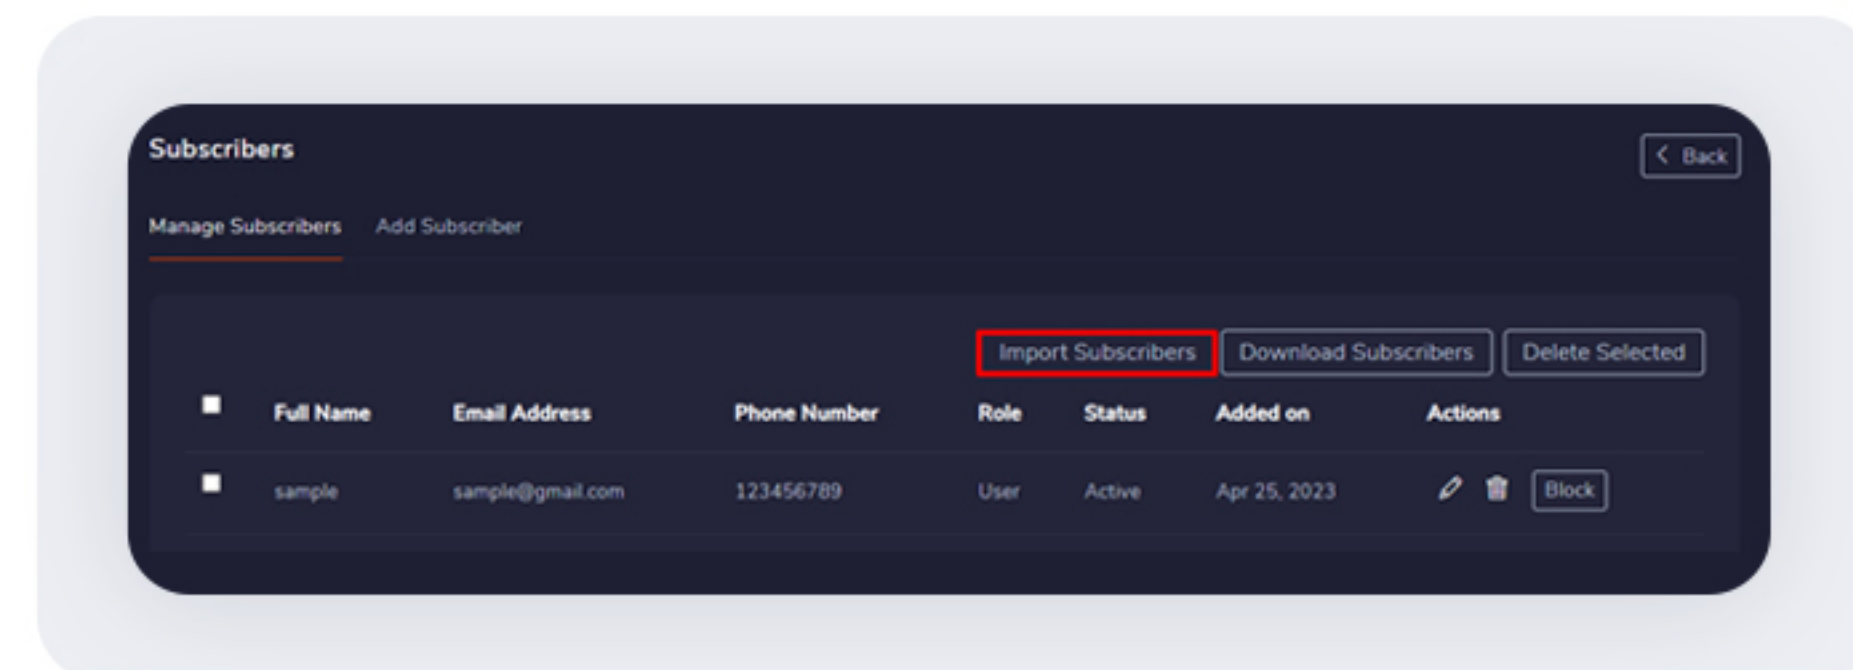 Subscribers
Back
Manage Subscribers Add Subscriber
Import Subscribers Download Subscribers Delete Selected
Full Name Email Address Phone Number Role Status Added on Actions
sample sample@gmail.com 123456789 User Active Apr 25, 2023 Block